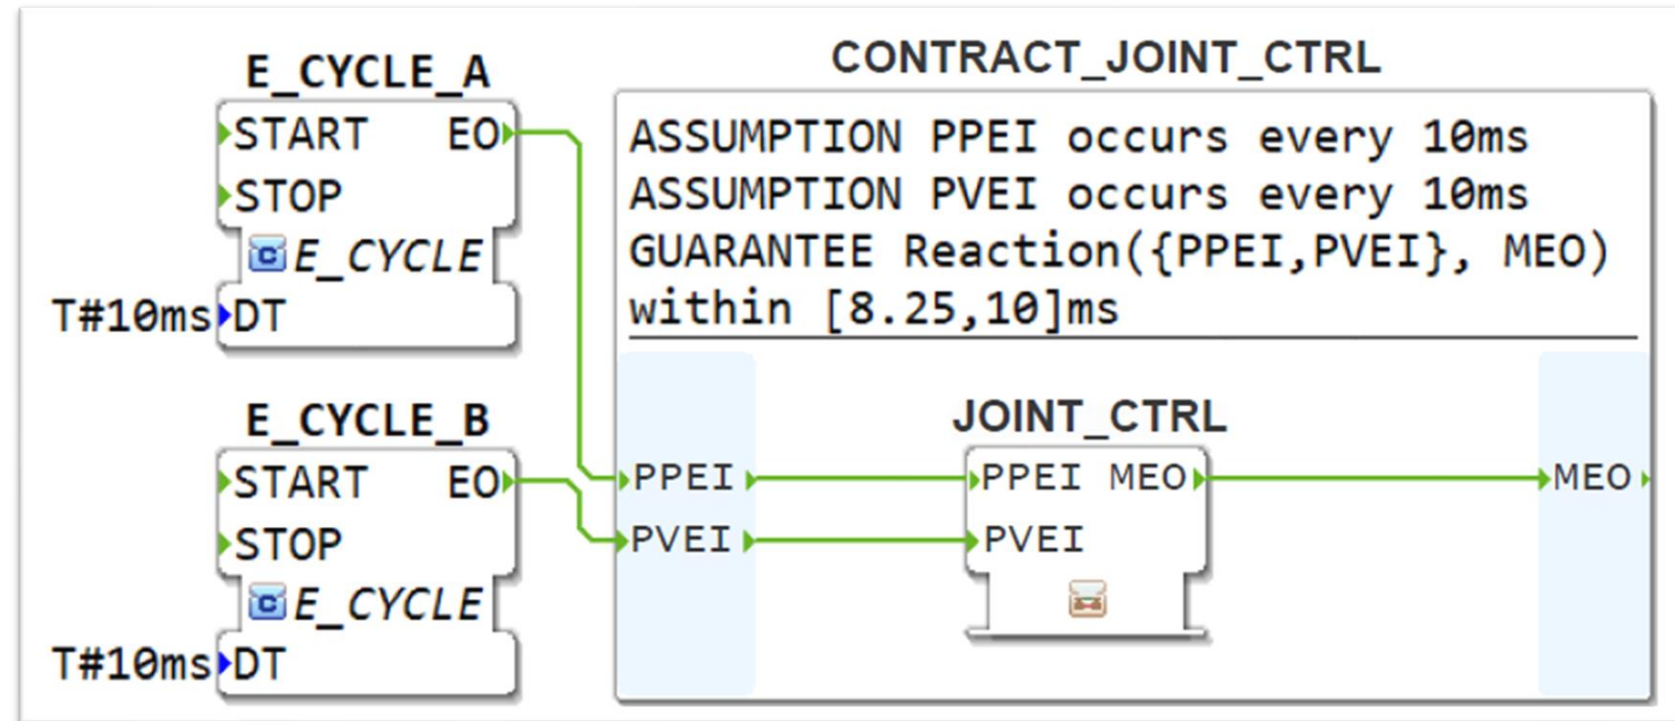 E_CYCLE_A
START EO
STOP
E_CYCLE
T#10ms DT
E_CYCLE_B
START EO
STOP
E_CYCLE
T#10ms DT
CONTRACT_JOINT_CTRL
ASSUMPTION PPEI occurs every 10ms
ASSUMPTION PVEI occurs every 10ms
GUARANTEE Reaction({PPEI,PVEI}, MEO)
within [8.25,10]ms
JOINT_CTRL
PPEI PPEI MEO MEO
PVEI PVEI